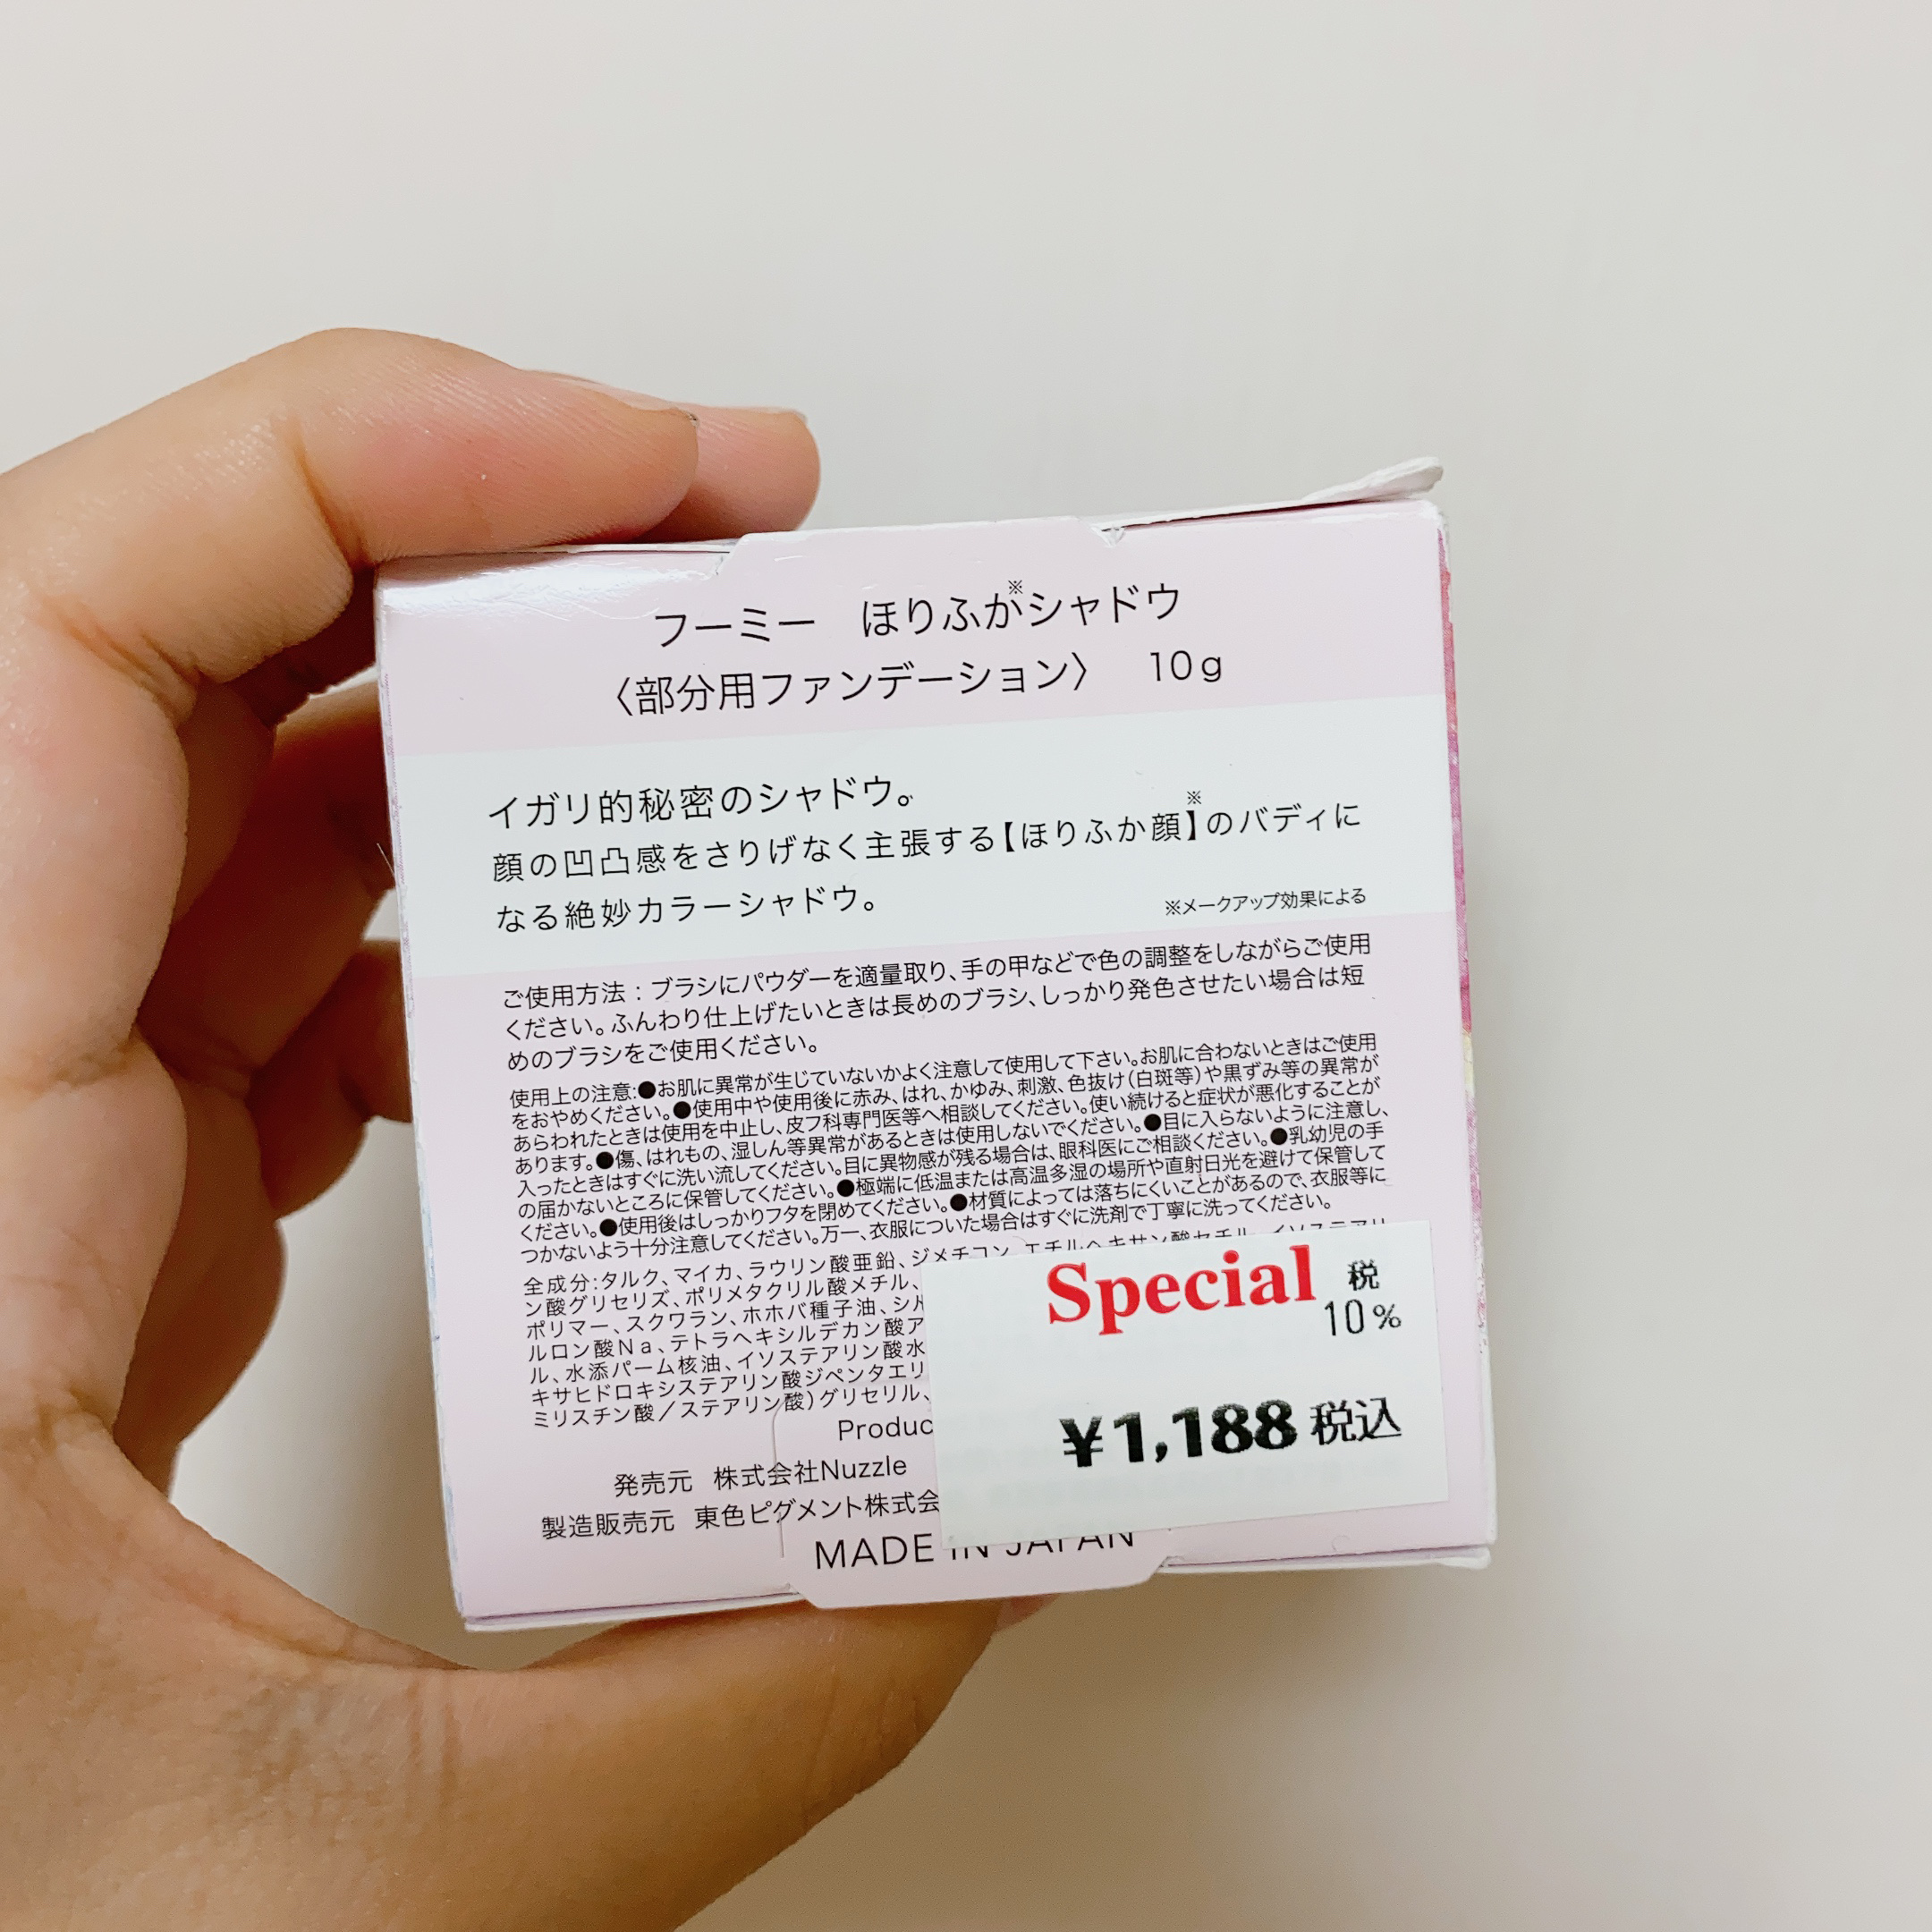 フーミー　ほりふか※シャドウ
〈部分用ファンデーション〉　10g
イガリ的秘密のシャドウ。
顔の凹凸感をさりげなく主張する【ほりふか顔】※のバディに
なる絶妙カラーシャドウ。
※メークアップ効果による
ご使用方法：ブラシにパウダーを適量取り、手の甲などで色の調整をしながらご使用
ください。ふんわり仕上げたいときは長めのブラシ、しっかり発色させたい場合は短
めのブラシをご使用ください。
使用上の注意:●お肌に異常が生じていないかよく注意して使用して下さい。お肌に合わないときはご使用
をおやめください。●使用中や使用後に赤み、はれ、かゆみ、刺激、色抜け(白斑等)や黒ずみ等の異常が
あらわれたときは使用を中止し、皮フ科専門医等へ相談してください。使い続けると症状が悪化することが
あります。●傷、はれもの、湿しん等異常があるときは使用しないでください。●目に入らないように注意し、
入ったときはすぐに洗い流してください。目に異物感が残る場合は、眼科医にご相談ください。●乳幼児の手
の届かないところに保管してください。●極端に低温または高温多湿の場所や直射日光を避けて保管して
ください。●使用後はしっかりフタを閉めてください。●材質によっては落ちにくいことがあるので、衣服等に
つかないよう十分注意してください。万一、衣服についた場合はすぐに洗剤で丁寧に洗ってください。
全成分:タルク、マイカ、ラウリン酸亜鉛、ジメチコン、エチルヘキサン酸セチル、イソステアリ
ン酸グリセリズ、ポリメタクリル酸メチル、
ポリマー、スクワラン、ホホバ種子油、シル
ルロン酸Na、テトラヘキシルデカン酸ア
ル、水添パーム核油、イソステアリン酸水
キサヒドロキシステアリン酸ジペンタエリ
ミリスチン酸／ステアリン酸)グリセリル、
Produc
発売元　株式会社Nuzzle
製造販売元　東色ピグメント株式会
MADE IN JAPAN
Special 税
10%
¥1,188 税込